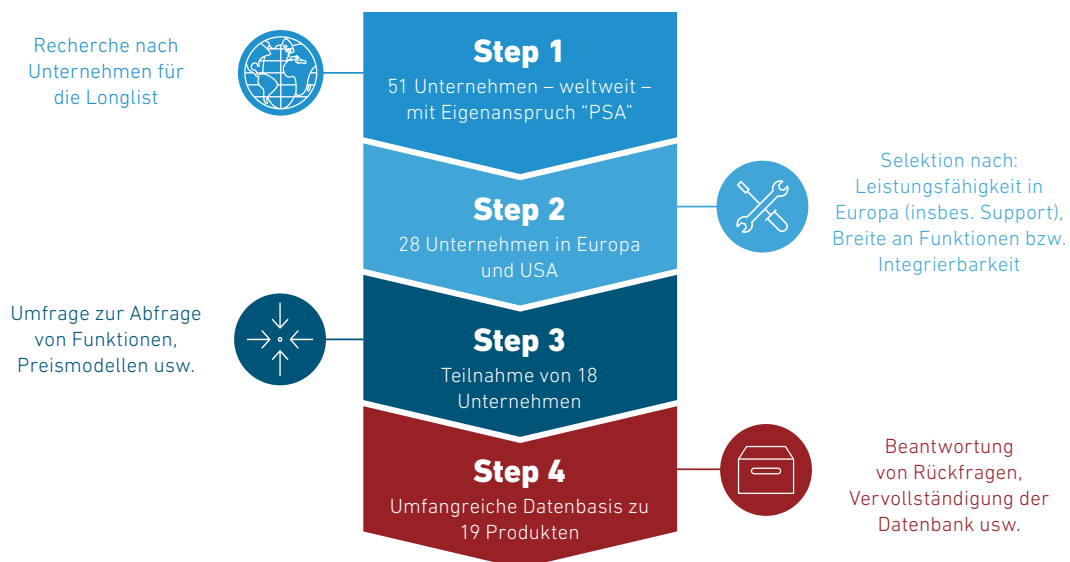 Recherche nach
Unternehmen für
die Longlist
Step 1
51 Unternehmen – weltweit –
mit Eigenanspruch “PSA”
Step 2
28 Unternehmen in Europa
und USA
Selektion nach:
Leistungsfähigkeit in
Europa (insbes. Support),
Breite an Funktionen bzw.
Integrierbarkeit
Umfrage zur Abfrage
von Funktionen,
Preismodellen usw.
Step 3
Teilnahme von 18
Unternehmen
Step 4
Umfangreiche Datenbasis zu
19 Produkten
Beantwortung
von Rückfragen,
Vervollständigung der
Datenbank usw.